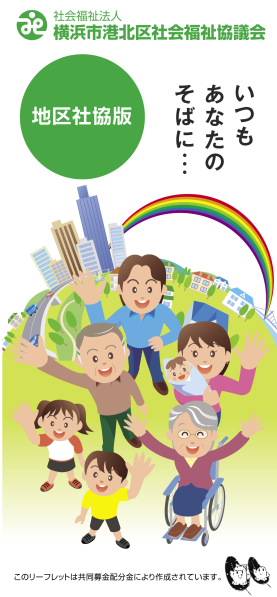 社会福祉法人
横浜市港北区社会福祉協議会
地区社協版
いつも
あなたの
そばに…
このリーフレットは共同募金配分金により作成されています。